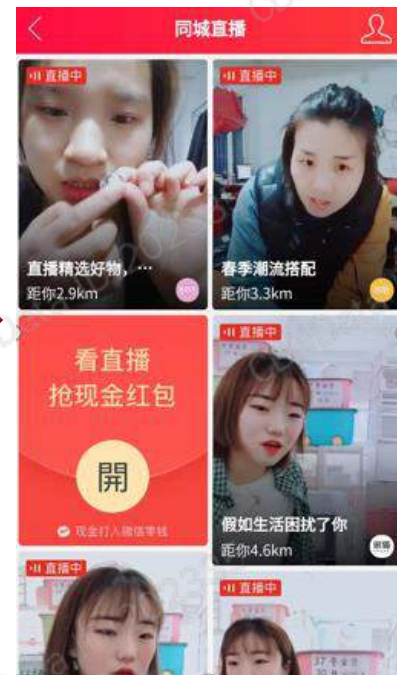 同城直播
直播中
直播精选好物，…
距你2.9km
直播中
春季潮流搭配
距你3.3km
看直播
抢现金红包
開
现金打入微信零钱
直播中
假如生活困扰了你
距你4.6km
直播中
直播中